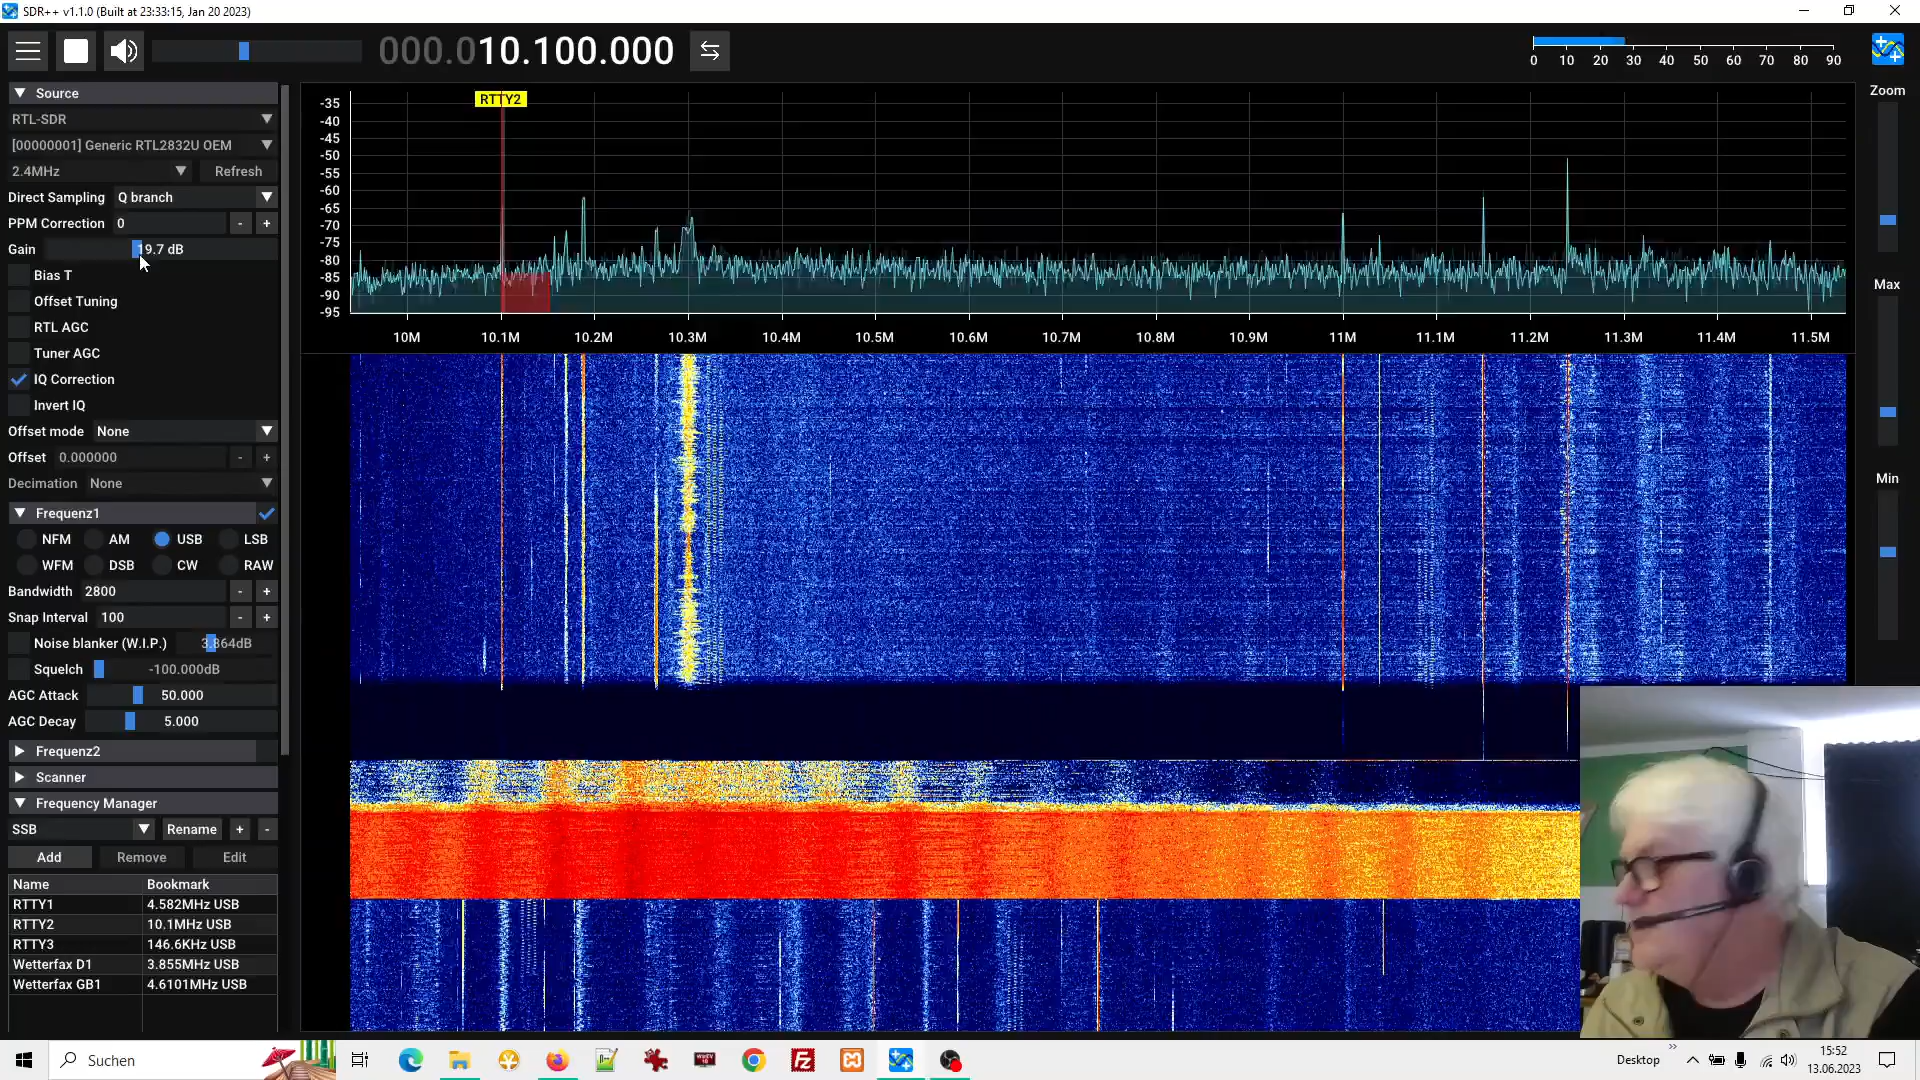 SDR++ v1.1.0 (Built at 23:33:15, Jan 20 2023)
000.010.100.000
0 10 20 30 40 50 60 70 80 90
Source
RTL-SDR
[00000001] Generic RTL2832U OEM
2.4MHz Refresh
Direct Sampling Q branch
PPM Correction 0 - +
Gain 19.7 dB
Bias T
Offset Tuning
RTL AGC
Tuner AGC
IQ Correction
Invert IQ
Offset mode None
Offset 0.000000 - +
Decimation None
Frequenz1
NFM AM USB LSB
WFM DSB CW RAW
Bandwidth 2800 - +
Snap Interval 100 - +
Noise blanker (W.I.P.) 3.864dB
Squelch -100.000dB
AGC Attack 50.000
AGC Decay 5.000
Frequenz2
Scanner
Frequency Manager
SSB Rename + -
Add Remove Edit
Name Bookmark
RTTY1 4.582MHz USB
RTTY2 10.1MHz USB
RTTY3 146.6KHz USB
Wetterfax D1 3.855MHz USB
Wetterfax GB1 4.6101MHz USB
RTTY2
-35
-40
-45
-50
-55
-60
-65
-70
-75
-80
-85
-90
-95
10M 10.1M 10.2M 10.3M 10.4M 10.5M 10.6M 10.7M 10.8M 10.9M 11M 11.1M 11.2M 11.3M 11.4M 11.5M
Zoom
Max
Min
Suchen
Desktop
15:52
13.06.2023